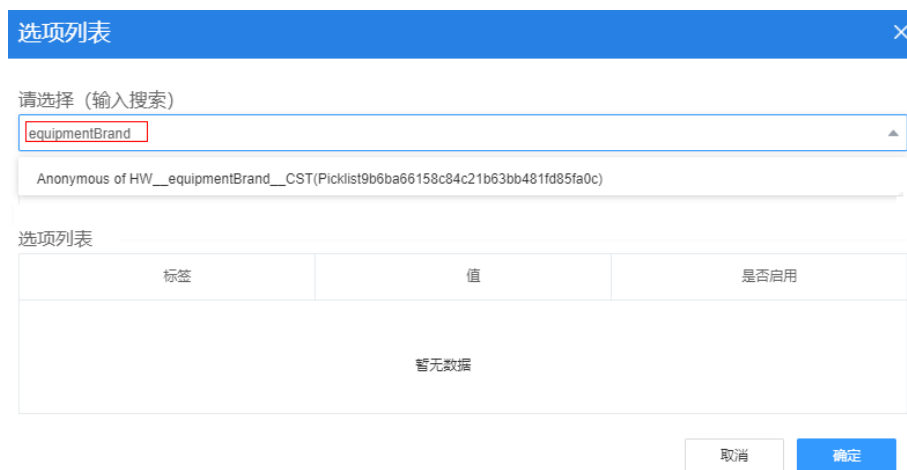 选项列表
请选择（输入搜索）
equipmentBrand
Anonymous of HW__equipmentBrand__CST(Picklist9b6ba66158c84c21b63bb481fd85fa0c)
选项列表
标签 值 是否启用
暂无数据
取消 确定